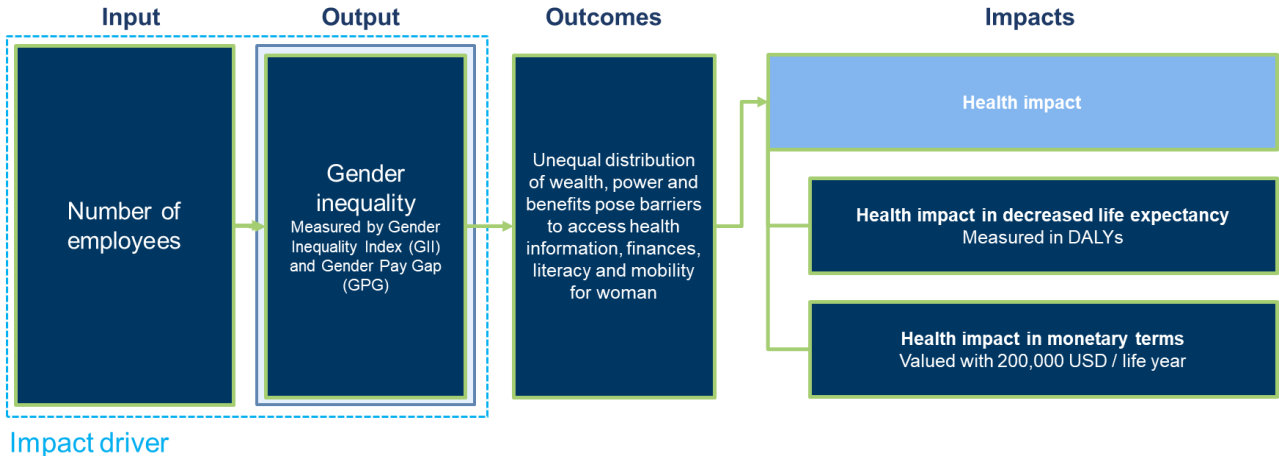 Input
Output
Outcomes
Impacts
Number of
employees
Gender
inequality
Measured by Gender
Inequality Index (GII)
and Gender Pay Gap
(GPG)
Unequal distribution
of wealth, power and
benefits pose barriers
to access health
information, finances,
literacy and mobility
for woman
Health impact
Health impact in decreased life expectancy
Measured in DALYs
Health impact in monetary terms
Valued with 200,000 USD / life year
Impact driver